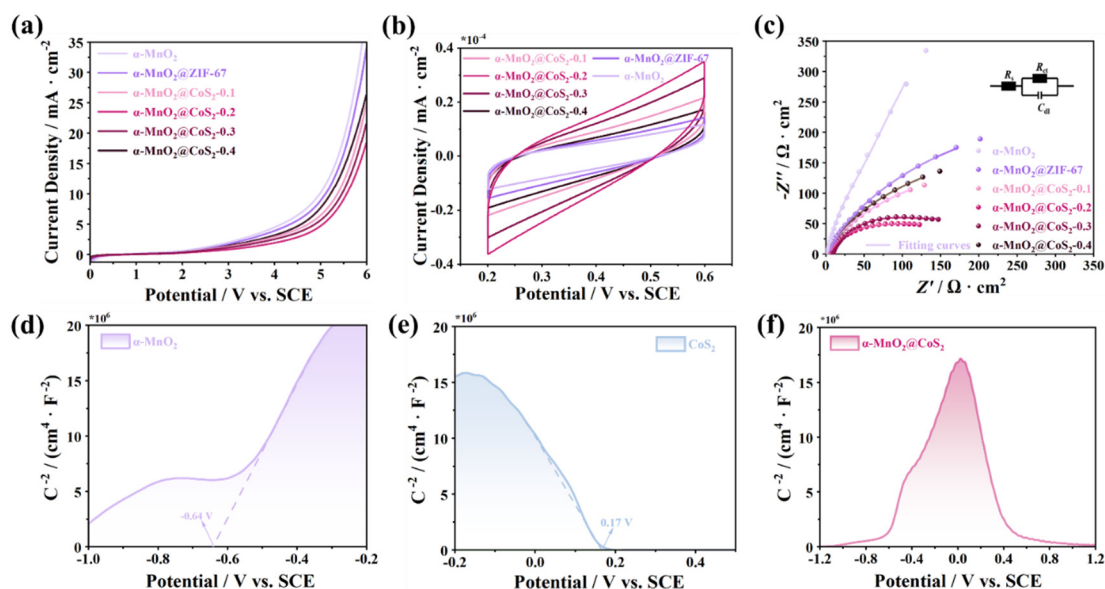 (a)
Current Density / mA · cm⁻²
35
30
25
20
15
10
5
0
α-MnO₂
α-MnO₂@ZIF-67
α-MnO₂@CoS₂-0.1
α-MnO₂@CoS₂-0.2
α-MnO₂@CoS₂-0.3
α-MnO₂@CoS₂-0.4
0 1 2 3 4 5 6
Potential / V vs. SCE
(b)
*10⁻⁴
Current Density / mA · cm⁻²
0.4
0.2
0.0
-0.2
-0.4
α-MnO₂@CoS₂-0.1
α-MnO₂@CoS₂-0.2
α-MnO₂@CoS₂-0.3
α-MnO₂@CoS₂-0.4
α-MnO₂@ZIF-67
α-MnO₂
0.2 0.3 0.4 0.5 0.6
Potential / V vs. SCE
(c)
-Z'' / Ω · cm²
350
300
250
200
150
100
50
0
Rₛ
R_ct
C_dl
α-MnO₂
α-MnO₂@ZIF-67
α-MnO₂@CoS₂-0.1
α-MnO₂@CoS₂-0.2
α-MnO₂@CoS₂-0.3
α-MnO₂@CoS₂-0.4
Fitting curves
0 50 100 150 200 250 300 350
Z' / Ω · cm²
(d)
*10⁶
C⁻² / (cm⁴ · F⁻²)
20
15
10
5
0
α-MnO₂
-0.64 V
-1.0 -0.8 -0.6 -0.4 -0.2
Potential / V vs. SCE
(e)
*10⁶
C⁻² / (cm⁴ · F⁻²)
20
15
10
5
0
CoS₂
0.17 V
-0.2 0.0 0.2 0.4
Potential / V vs. SCE
(f)
*10⁶
C⁻² / (cm⁴ · F⁻²)
20
15
10
5
0
α-MnO₂@CoS₂
-1.2 -0.8 -0.4 0.0 0.4 0.8 1.2
Potential / V vs. SCE